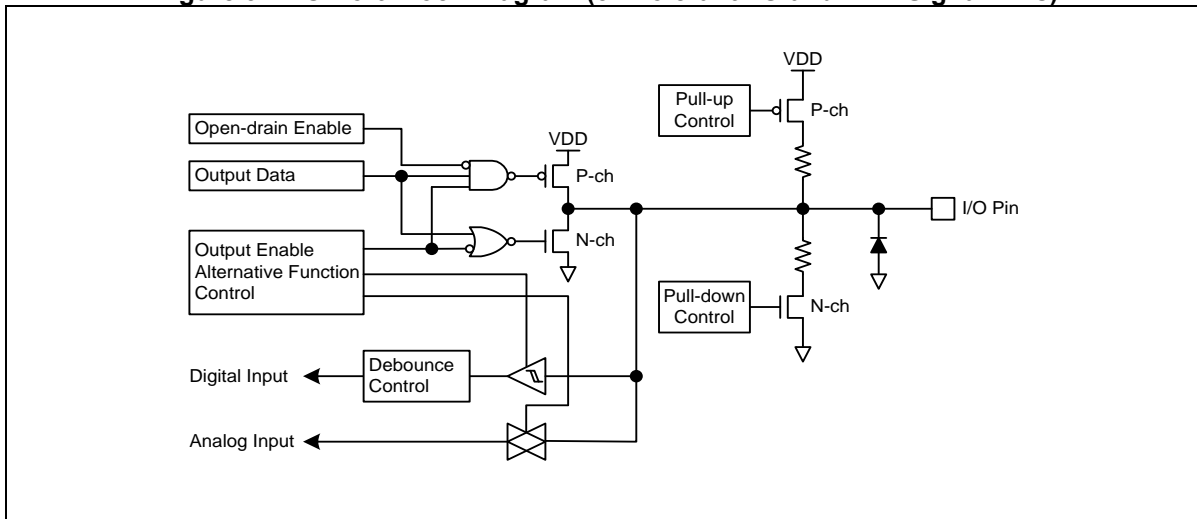 VDD
Pull-up
Control
P-ch
Open-drain Enable
VDD
Output Data
P-ch
I/O Pin
N-ch
Output Enable
Alternative Function
Control
Pull-down
Control
N-ch
Digital Input
Debounce
Control
Analog Input